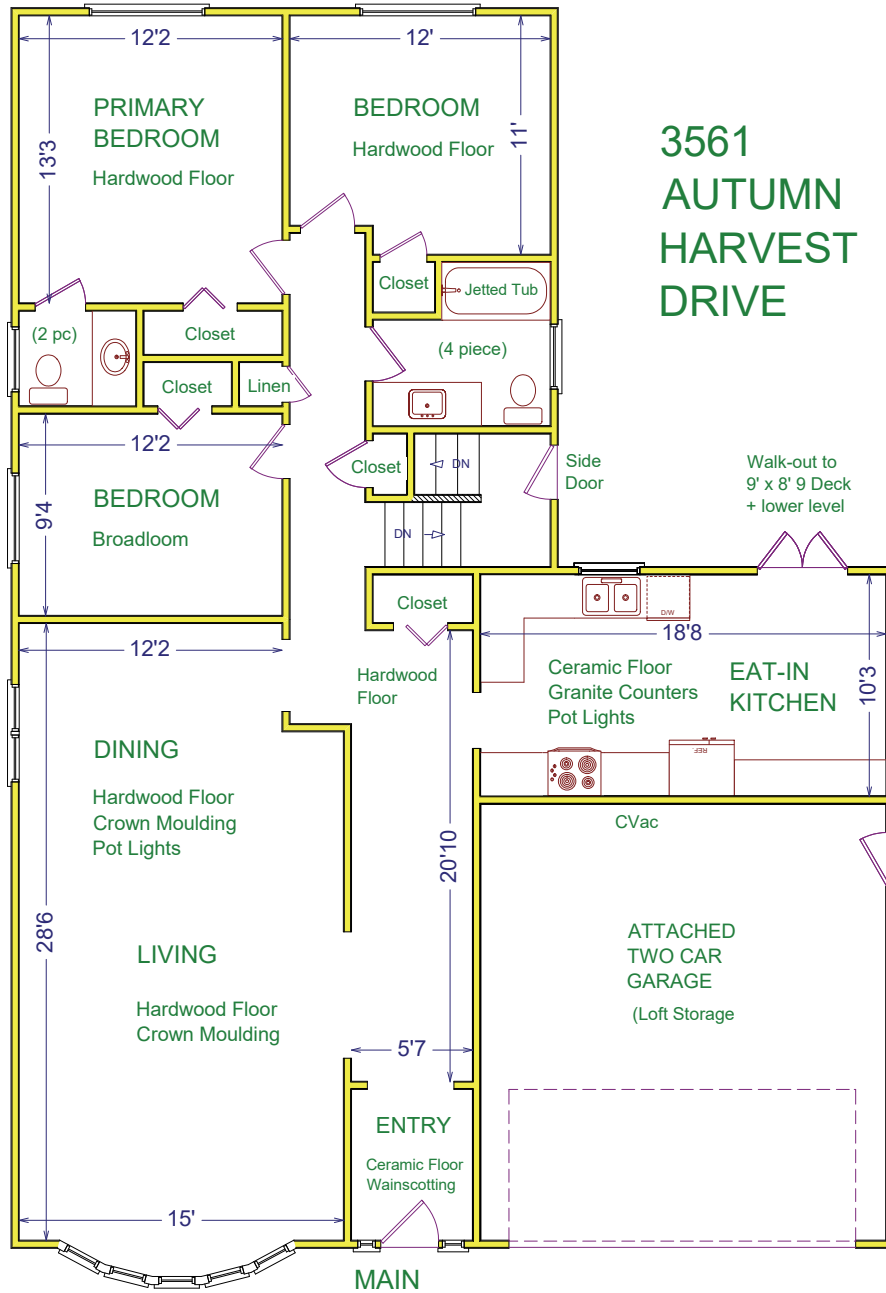 12'2
12'
PRIMARY
BEDROOM
Hardwood Floor
13'3
BEDROOM
Hardwood Floor
11'
3561
AUTUMN
HARVEST
DRIVE
Closet
Jetted Tub
(2 pc)
Closet
(4 piece)
Closet
Linen
12'2
BEDROOM
Broadloom
9'4
Closet
DN
Side
Door
Walk-out to
9' x 8' 9 Deck
+ lower level
DN
Closet
D/W
12'2
18'8
Hardwood
Floor
Ceramic Floor
Granite Counters
Pot Lights
EAT-IN
KITCHEN
10'3
REF.
DINING
Hardwood Floor
Crown Moulding
Pot Lights
CVac
20'10
28'6
LIVING
Hardwood Floor
Crown Moulding
ATTACHED
TWO CAR
GARAGE
(Loft Storage
5'7
ENTRY
Ceramic Floor
Wainscotting
15'
MAIN